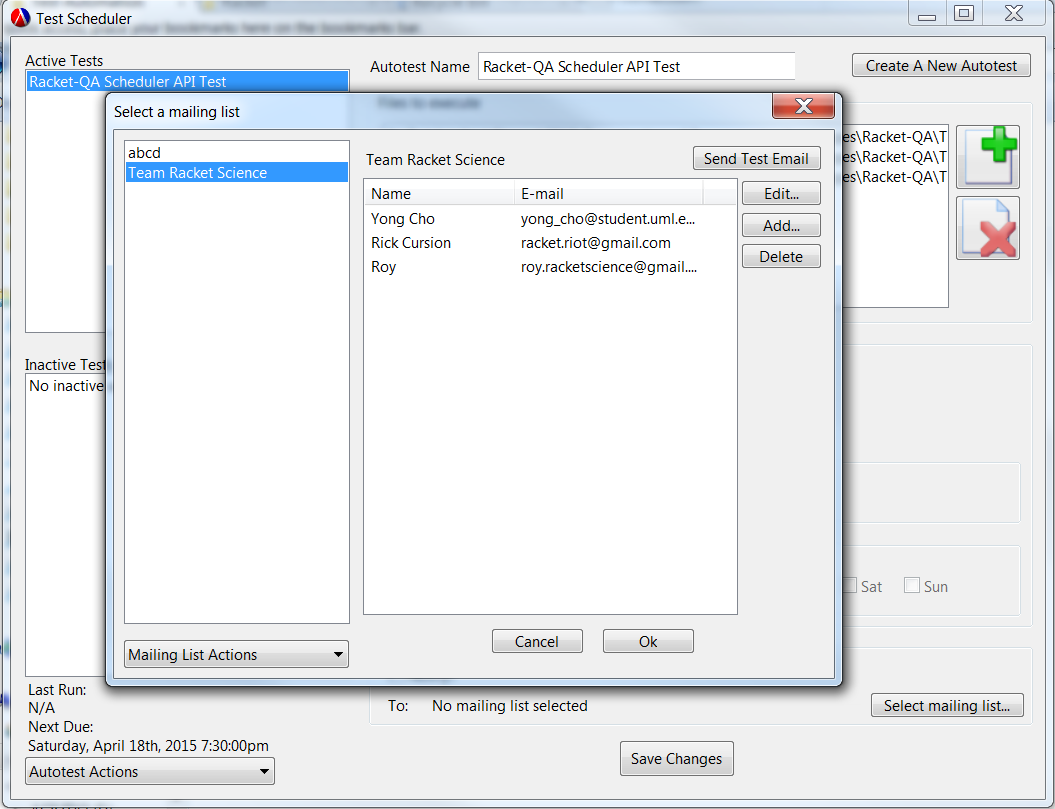 Test Scheduler
Active Tests
Racket-QA Scheduler API Test
Autotest Name
Racket-QA Scheduler API Test
Create A New Autotest
Files to execute
es\Racket-QA\T
es\Racket-QA\T
es\Racket-QA\T
Select a mailing list
abcd
Team Racket Science
Team Racket Science
Send Test Email
Name
E-mail
Yong Cho
yong_cho@student.uml.e...
Rick Cursion
racket.riot@gmail.com
Roy
roy.racketscience@gmail....
Edit...
Add...
Delete
Mailing List Actions
Cancel
Ok
Inactive Test
No inactive
Sat
Sun
Last Run:
N/A
Next Due:
Saturday, April 18th, 2015 7:30:00pm
Autotest Actions
To:
No mailing list selected
Select mailing list...
Save Changes